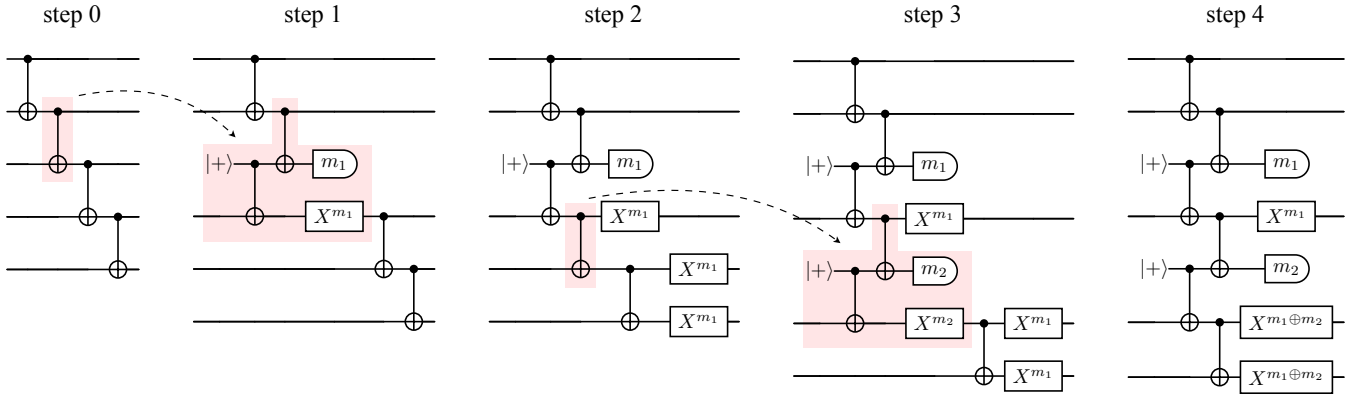 step 0 step 1 step 2 step 3 step 4
|+⟩ m₁ |+⟩ m₁ |+⟩ m₁ |+⟩ m₁
X^{m₁} X^{m₁} X^{m₁} X^{m₁}
X^{m₁} |+⟩ m₂ |+⟩ m₂
X^{m₁} X^{m₂} X^{m₁} X^{m₁⊕m₂}
X^{m₁} X^{m₁⊕m₂}